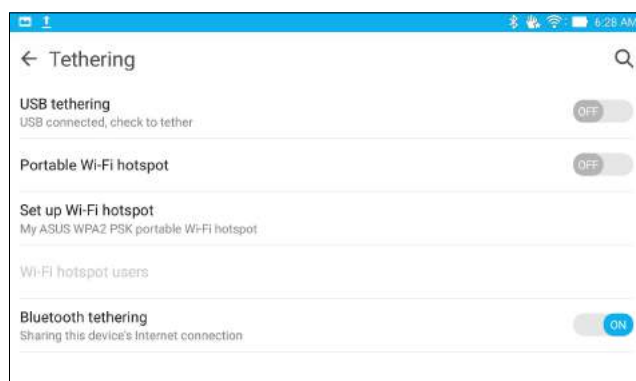 6:28 AM
Tethering
USB tethering
OFF
USB connected, check to tether
Portable Wi-Fi hotspot
OFF
Set up Wi-Fi hotspot
My ASUS WPA2 PSK portable Wi-Fi hotspot
Wi-Fi hotspot users
Bluetooth tethering
ON
Sharing this device's Internet connection